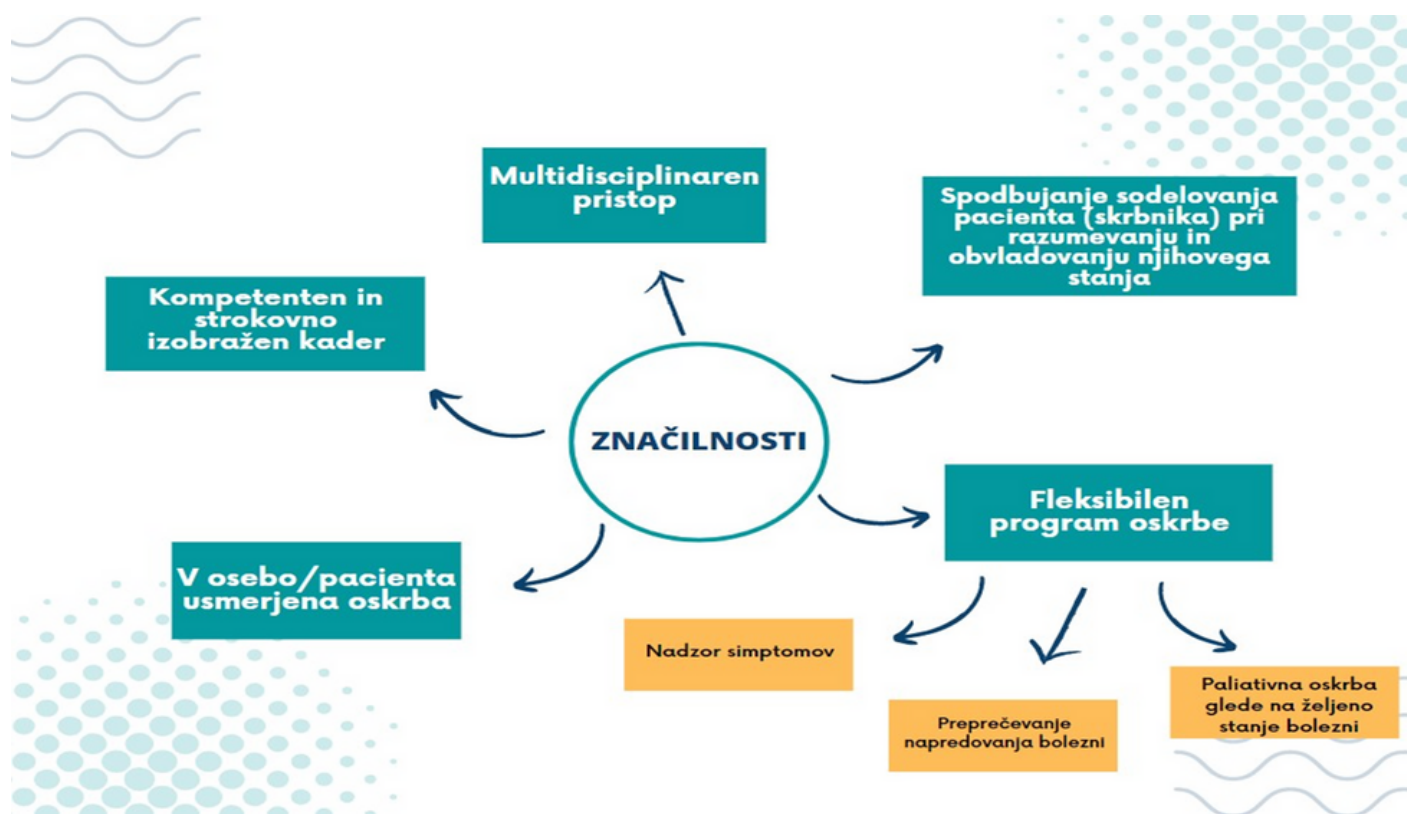 Multidisciplinaren
pristop
Spodbujanje sodelovanja
pacienta (skrbnika) pri
razumevanju in
obvladovanju njihovega
stanja
Kompetenten in
strokovno
izobražen kader
ZNAČILNOSTI
Fleksibilen
program oskrbe
V osebo/pacienta
usmerjena oskrba
Nadzor simptomov
Preprečevanje
napredovanja bolezni
Paliativna oskrba
glede na željeno
stanje bolezni